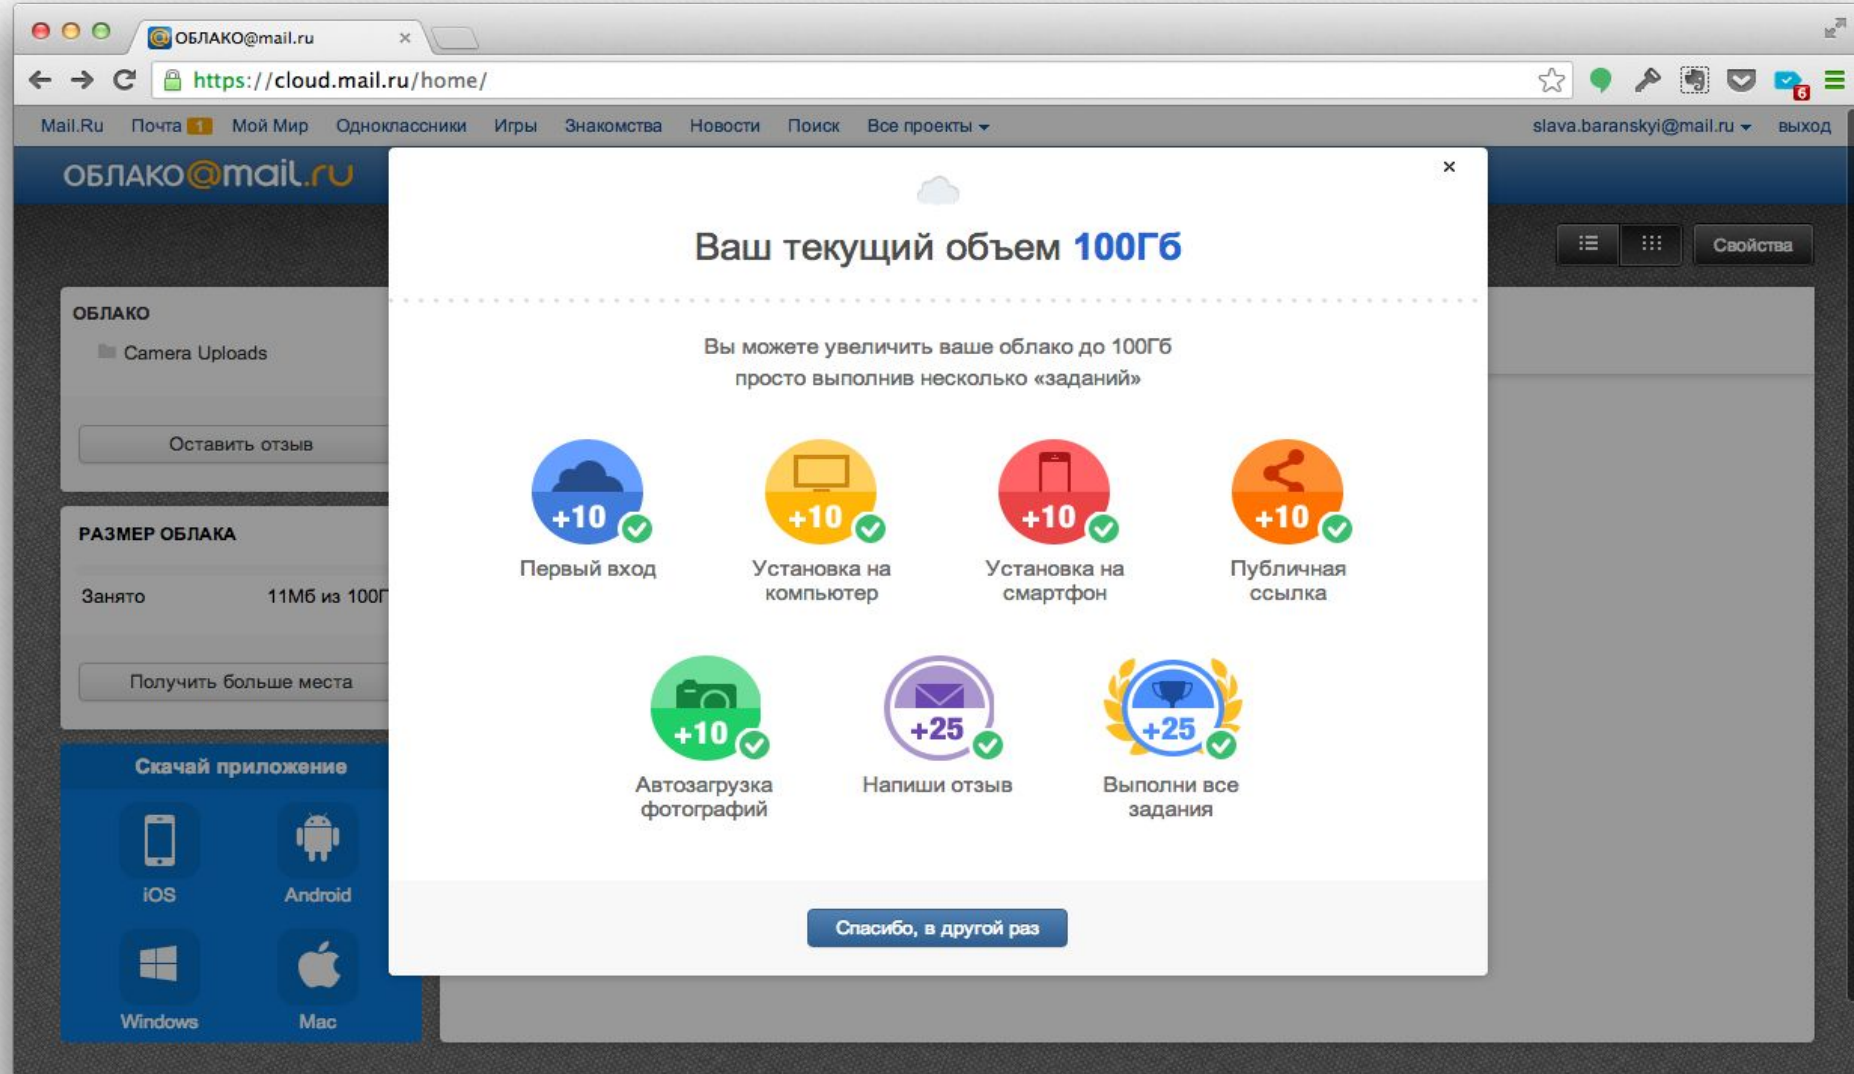 ОБЛАКО@mail.ru
https://cloud.mail.ru/home/
6
Mail.Ru Почта 1 Мой Мир Одноклассники Игры Знакомства Новости Поиск Все проекты slava.baranskyi@mail.ru выход
ОБЛАКО@mail.ru
Ваш текущий объем 100Гб
Свойства
ОБЛАКО
Camera Uploads
Оставить отзыв
РАЗМЕР ОБЛАКА
Занято 11Мб из 100Г
Получить больше места
Скачай приложение
iOS Android
Windows Mac
Вы можете увеличить ваше облако до 100Гб
просто выполнив несколько «заданий»
+10 +10 +10 +10
Первый вход Установка на Установка на Публичная
компьютер смартфон ссылка
+10 +25 +25
Автозагрузка Напиши отзыв Выполни все
фотографий задания
Спасибо, в другой раз